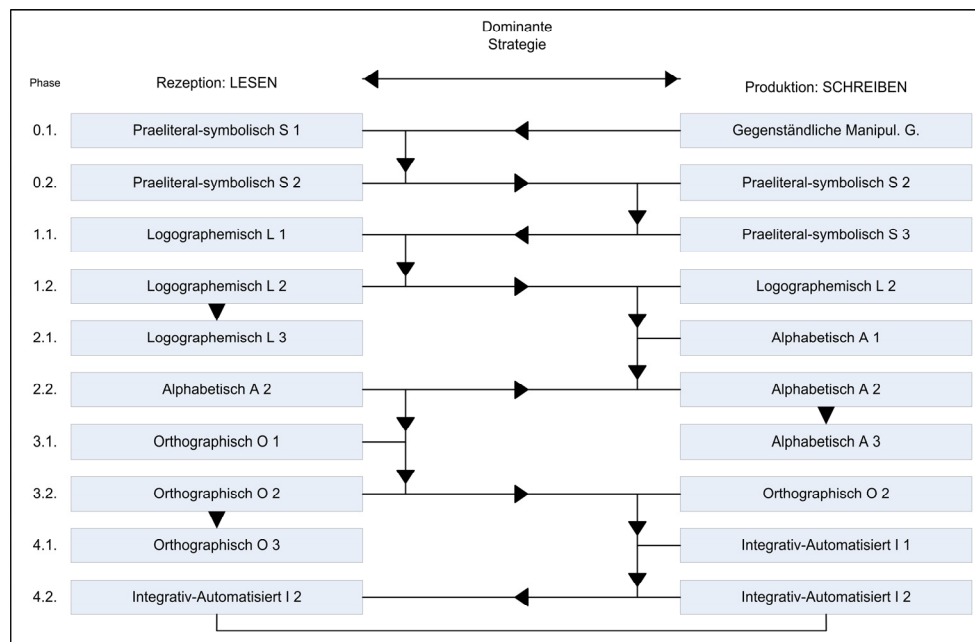 Dominante
Strategie
Phase
Rezeption: LESEN
Produktion: SCHREIBEN
0.1.
Praeliteral-symbolisch S 1
Gegenständliche Manipul. G.
0.2.
Praeliteral-symbolisch S 2
Praeliteral-symbolisch S 2
1.1.
Logographemisch L 1
Praeliteral-symbolisch S 3
1.2.
Logographemisch L 2
Logographemisch L 2
2.1.
Logographemisch L 3
Alphabetisch A 1
2.2.
Alphabetisch A 2
Alphabetisch A 2
3.1.
Orthographisch O 1
Alphabetisch A 3
3.2.
Orthographisch O 2
Orthographisch O 2
4.1.
Orthographisch O 3
Integrativ-Automatisiert I 1
4.2.
Integrativ-Automatisiert I 2
Integrativ-Automatisiert I 2